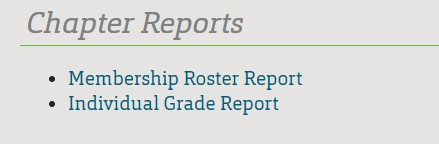 Chapter Reports
Membership Roster Report
Individual Grade Report